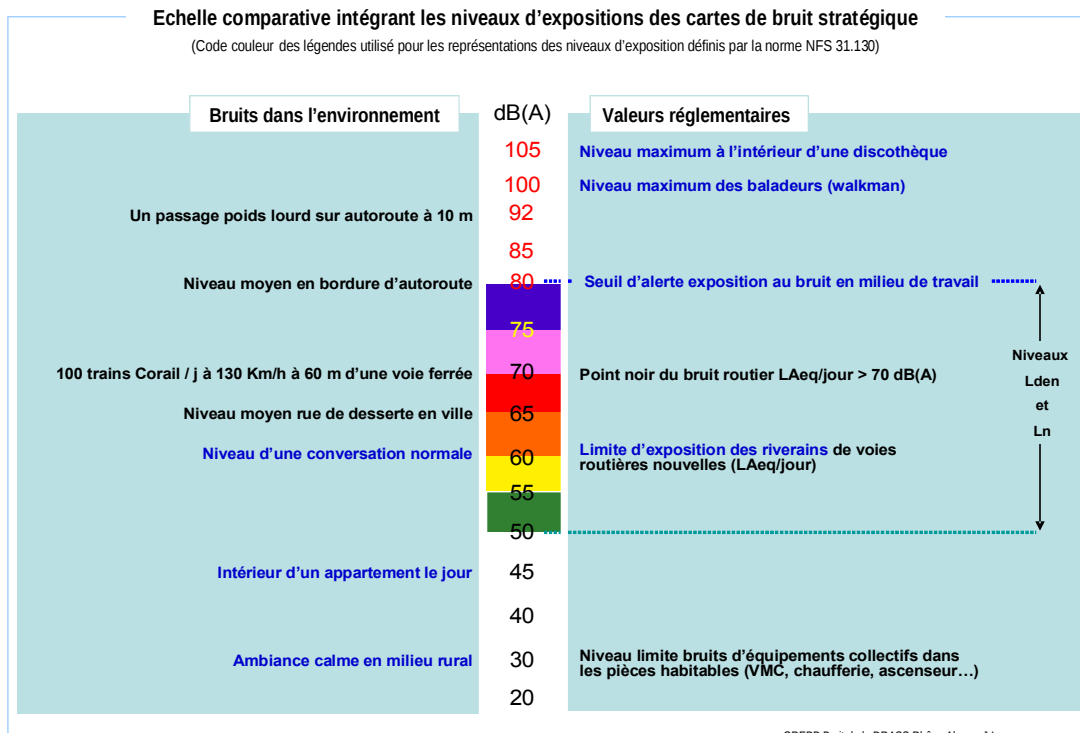 Echelle comparative intégrant les niveaux d'expositions des cartes de bruit stratégique
(Code couleur des légendes utilisé pour les représentations des niveaux d'exposition définis par la norme NFS 31.130)
Bruits dans l'environnement
dB(A)
Valeurs réglementaires
105
Niveau maximum à l'intérieur d'une discothèque
100
Niveau maximum des baladeurs (walkman)
Un passage poids lourd sur autoroute à 10 m
92
85
Niveau moyen en bordure d'autoroute
80
Seuil d'alerte exposition au bruit en milieu de travail
75
100 trains Corail / j à 130 Km/h à 60 m d'une voie ferrée
70
Point noir du bruit routier LAeq/jour > 70 dB(A)
Niveaux
Lden
et
Ln
Niveau moyen rue de desserte en ville
65
Niveau d'une conversation normale
60
Limite d'exposition des riverains de voies
routières nouvelles (LAeq/jour)
55
50
Intérieur d'un appartement le jour
45
40
Ambiance calme en milieu rural
30
Niveau limite bruits d'équipements collectifs dans
les pièces habitables (VMC, chaufferie, ascenseur…)
20